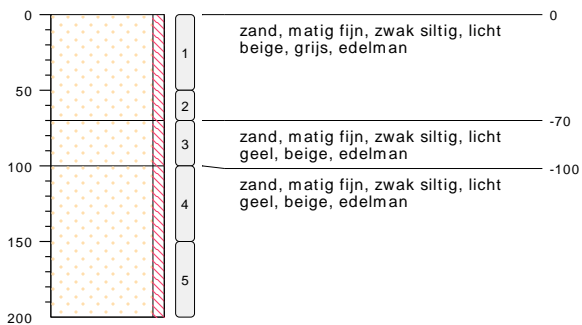 0
50
100
150
200
1
2
3
4
5
zand, matig fijn, zwak siltig, licht
beige, grijs, edelman
zand, matig fijn, zwak siltig, licht
geel, beige, edelman
zand, matig fijn, zwak siltig, licht
geel, beige, edelman
0
-70
-100